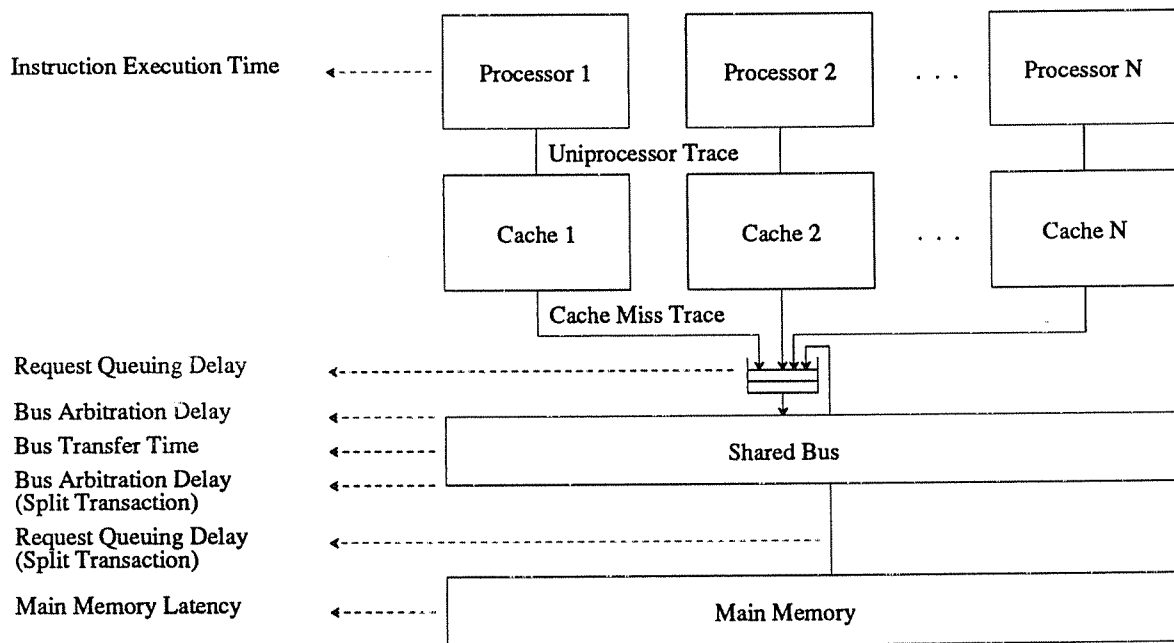 Instruction Execution Time
Processor 1
Processor 2
. . .
Processor N
Uniprocessor Trace
Cache 1
Cache 2
. . .
Cache N
Cache Miss Trace
Request Queuing Delay
Bus Arbitration Delay
Bus Transfer Time
Shared Bus
Bus Arbitration Delay
(Split Transaction)
Request Queuing Delay
(Split Transaction)
Main Memory Latency
Main Memory